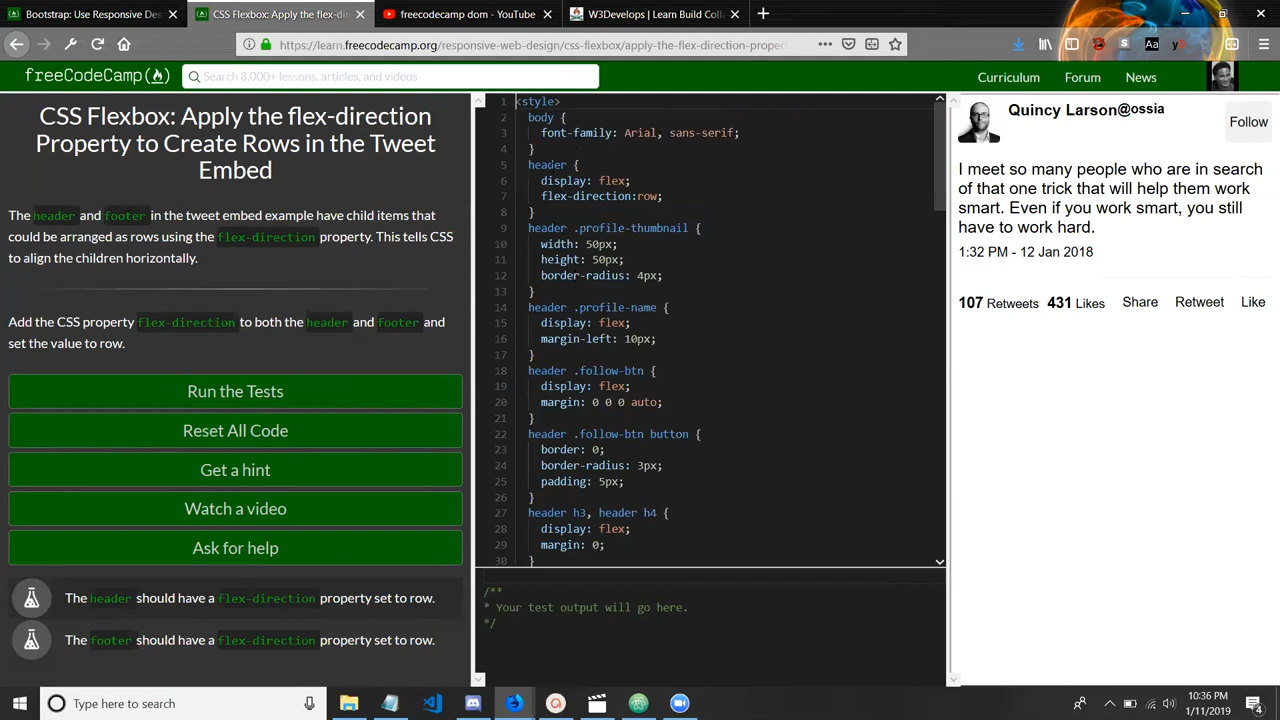 Bootstrap: Use Responsive Des
CSS Flexbox: Apply the flex-dir
freecodecamp dom - YouTube
W3Develops | Learn Build Colla
https://learn.freecodecamp.org/responsive-web-design/css-flexbox/apply-the-flex-direction-proper
freeCodeCamp
Search 8,000+ lessons, articles, and videos
Curriculum
Forum
News
CSS Flexbox: Apply the flex-direction
Property to Create Rows in the Tweet
Embed
The header and footer in the tweet embed example have child items that
could be arranged as rows using the flex-direction property. This tells CSS
to align the children horizontally.
Add the CSS property flex-direction to both the header and footer and
set the value to row.
Run the Tests
Reset All Code
Get a hint
Watch a video
Ask for help
The header should have a flex-direction property set to row.
The footer should have a flex-direction property set to row.
1 <style>
2 body {
3 font-family: Arial, sans-serif;
4 }
5 header {
6 display: flex;
7 flex-direction:row;
8 }
9 header .profile-thumbnail {
10 width: 50px;
11 height: 50px;
12 border-radius: 4px;
13 }
14 header .profile-name {
15 display: flex;
16 margin-left: 10px;
17 }
18 header .follow-btn {
19 display: flex;
20 margin: 0 0 0 auto;
21 }
22 header .follow-btn button {
23 border: 0;
24 border-radius: 3px;
25 padding: 5px;
26 }
27 header h3, header h4 {
28 display: flex;
29 margin: 0;
30 }
/**
* Your test output will go here.
*/
Quincy Larson@ossia
Follow
I meet so many people who are in search
of that one trick that will help them work
smart. Even if you work smart, you still
have to work hard.
1:32 PM - 12 Jan 2018
107 Retweets 431 Likes Share Retweet Like
Type here to search
10:36 PM
1/11/2019
4